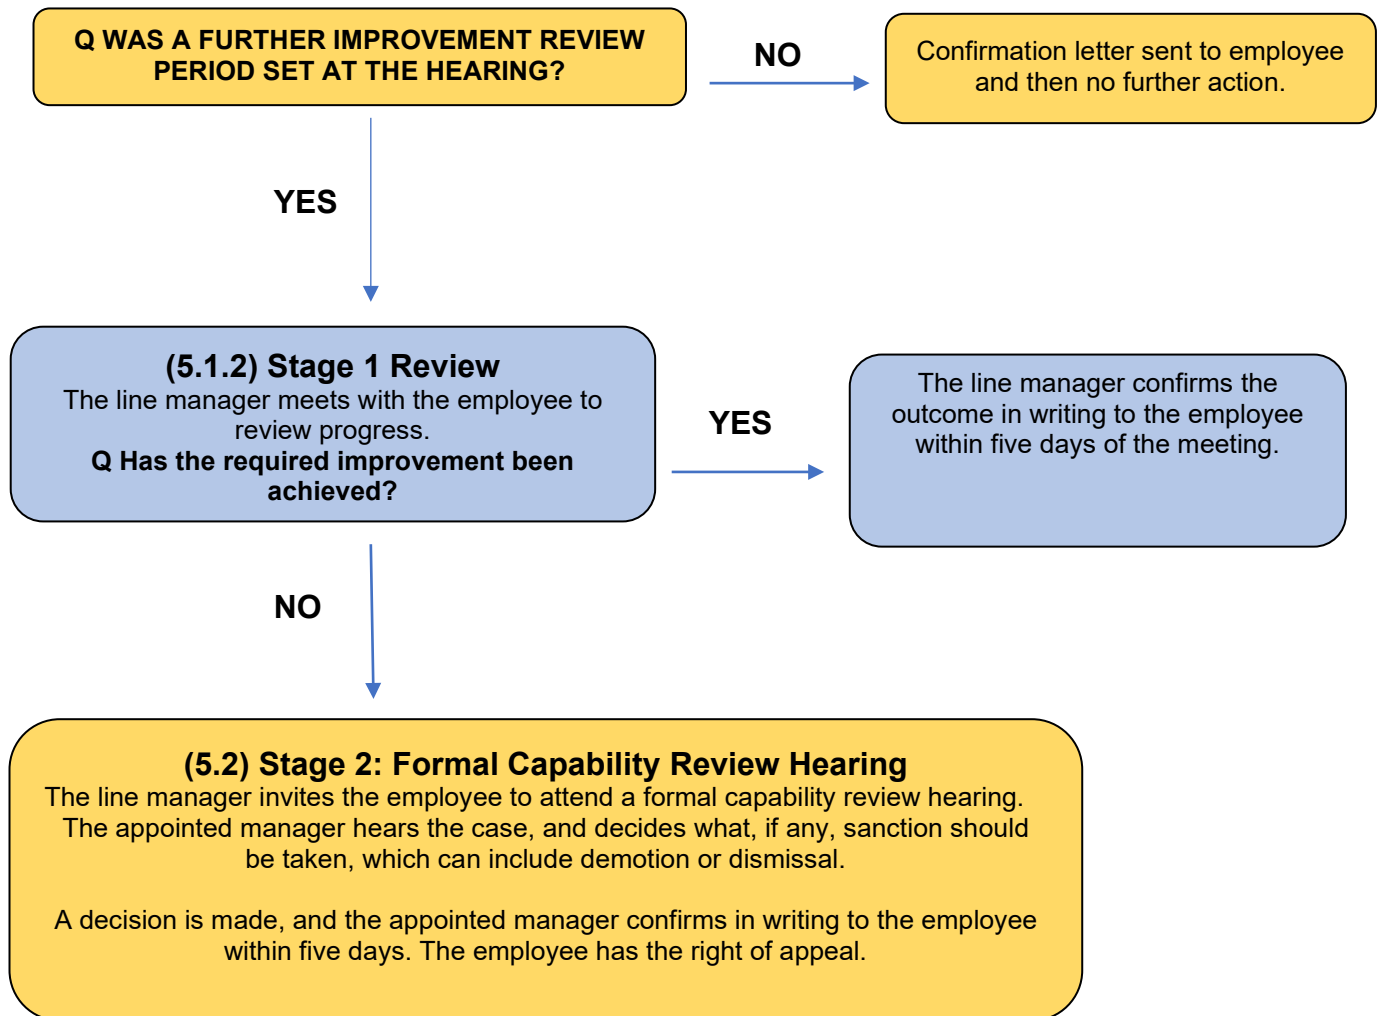 Q WAS A FURTHER IMPROVEMENT REVIEW
PERIOD SET AT THE HEARING?
NO
Confirmation letter sent to employee
and then no further action.
YES
(5.1.2) Stage 1 Review
The line manager meets with the employee to
review progress.
Q Has the required improvement been
achieved?
YES
The line manager confirms the
outcome in writing to the employee
within five days of the meeting.
NO
(5.2) Stage 2: Formal Capability Review Hearing
The line manager invites the employee to attend a formal capability review hearing.
The appointed manager hears the case, and decides what, if any, sanction should
be taken, which can include demotion or dismissal.
A decision is made, and the appointed manager confirms in writing to the employee
within five days. The employee has the right of appeal.